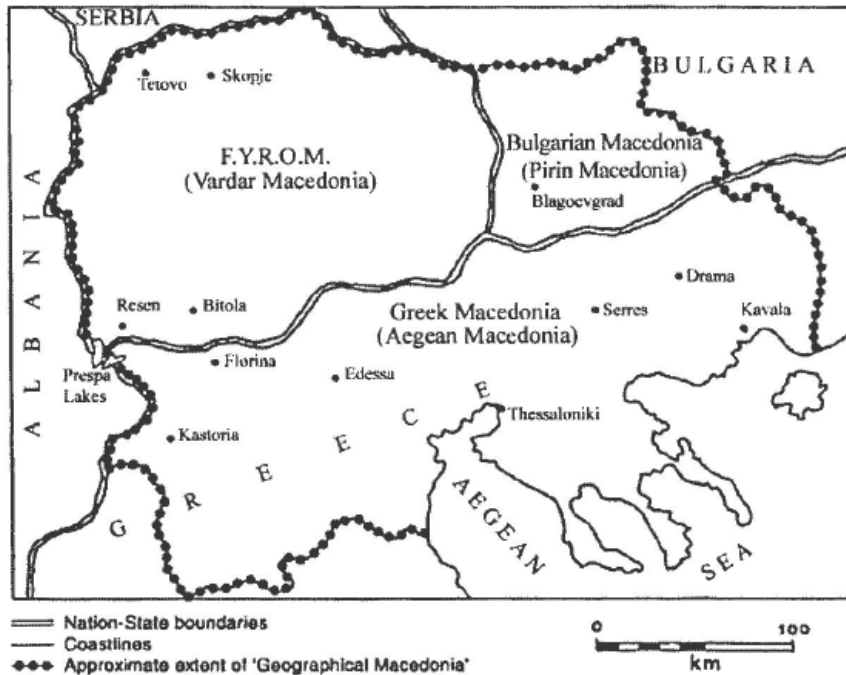 SERBIA
BULGARIA
Tetovo
Skopje
F.Y.R.O.M.
(Vardar Macedonia)
Bulgarian Macedonia
(Pirin Macedonia)
Blagoevgrad
ALBANIA
Resen
Bitola
Drama
Greek Macedonia
(Aegean Macedonia)
Serres
Kavala
Prespa
Lakes
Florina
Edessa
Thessaloniki
Kastoria
GREECE
AEGEAN
SEA
Nation-State boundaries
Coastlines
Approximate extent of 'Geographical Macedonia'
0 100
km